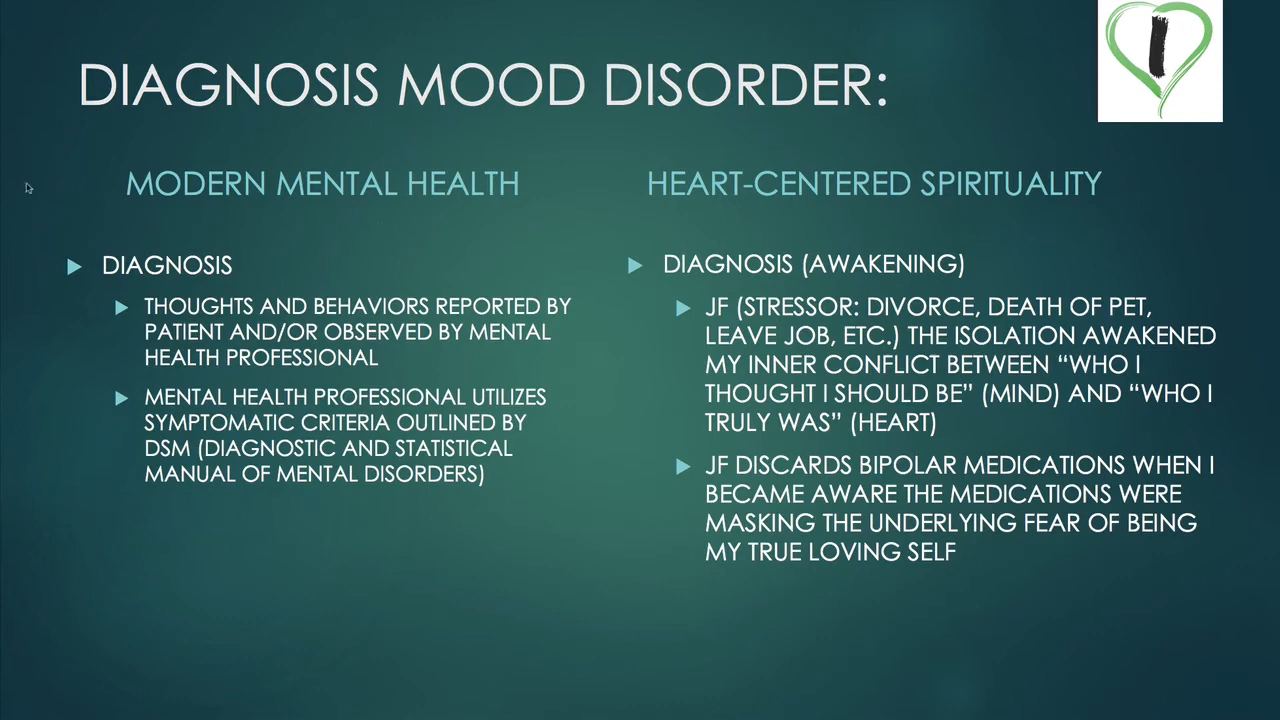 DIAGNOSIS MOOD DISORDER:
MODERN MENTAL HEALTH
DIAGNOSIS
THOUGHTS AND BEHAVIORS REPORTED BY
PATIENT AND/OR OBSERVED BY MENTAL
HEALTH PROFESSIONAL
MENTAL HEALTH PROFESSIONAL UTILIZES
SYMPTOMATIC CRITERIA OUTLINED BY
DSM (DIAGNOSTIC AND STATISTICAL
MANUAL OF MENTAL DISORDERS)
HEART-CENTERED SPIRITUALITY
DIAGNOSIS (AWAKENING)
JF (STRESSOR: DIVORCE, DEATH OF PET,
LEAVE JOB, ETC.) THE ISOLATION AWAKENED
MY INNER CONFLICT BETWEEN “WHO I
THOUGHT I SHOULD BE” (MIND) AND “WHO I
TRULY WAS” (HEART)
JF DISCARDS BIPOLAR MEDICATIONS WHEN I
BECAME AWARE THE MEDICATIONS WERE
MASKING THE UNDERLYING FEAR OF BEING
MY TRUE LOVING SELF